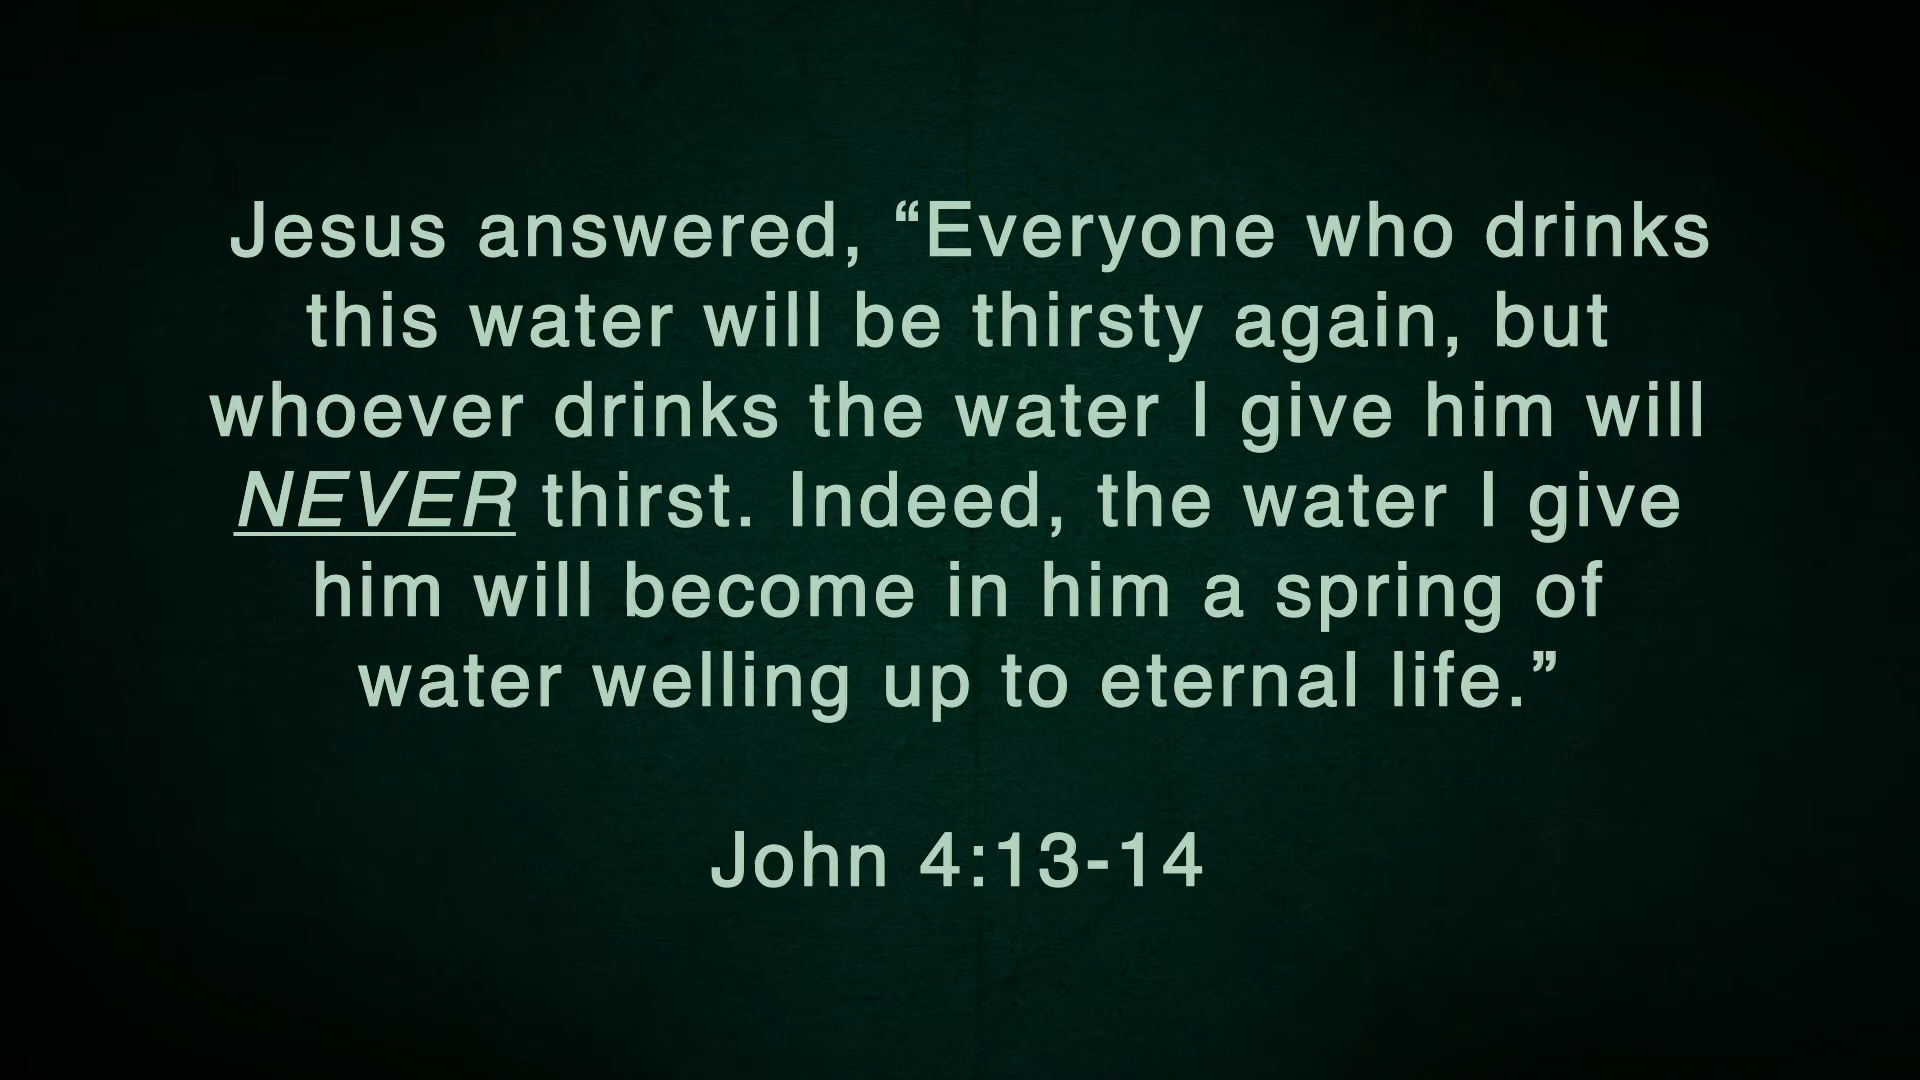 Jesus answered, “Everyone who drinks
this water will be thirsty again, but
whoever drinks the water I give him will
NEVER thirst. Indeed, the water I give
him will become in him a spring of
water welling up to eternal life.”
John 4:13-14